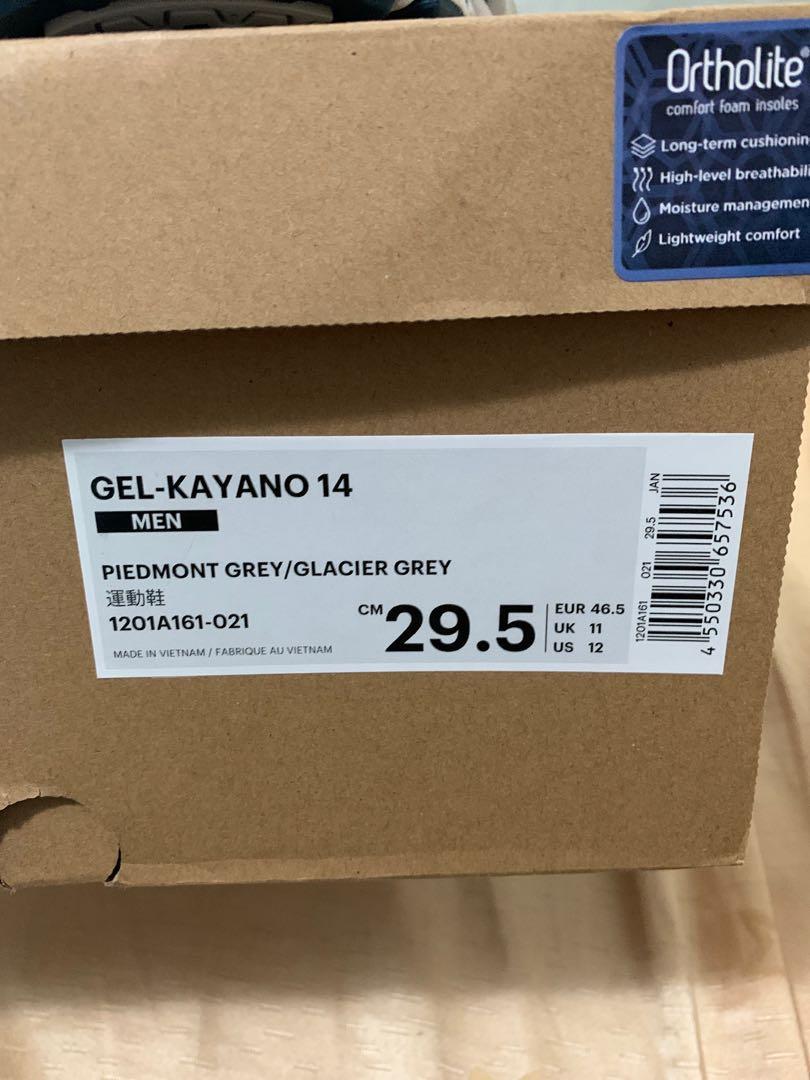 Ortholite®
comfort foam insoles
Long-term cushionin
High-level breathabili
Moisture managemen
Lightweight comfort
GEL-KAYANO 14
MEN
PIEDMONT GREY/GLACIER GREY
運動鞋
1201A161-021
MADE IN VIETNAM / FABRIQUE AU VIETNAM
CM 29.5
EUR 46.5
UK 11
US 12
1201A161 021 29.5 JAN
4 550330 657536